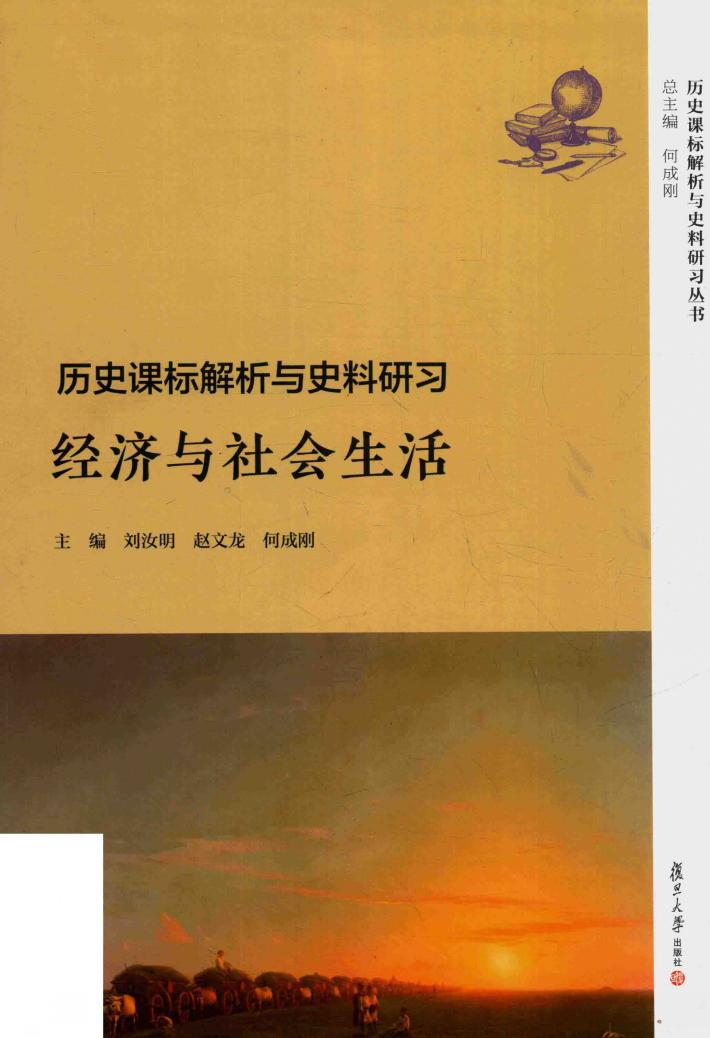 历史课标解析与史料研习丛书
总主编 何成刚
历史课标解析与史料研习
经济与社会生活
主 编 刘汝明 赵文龙 何成刚
復旦大学出版社